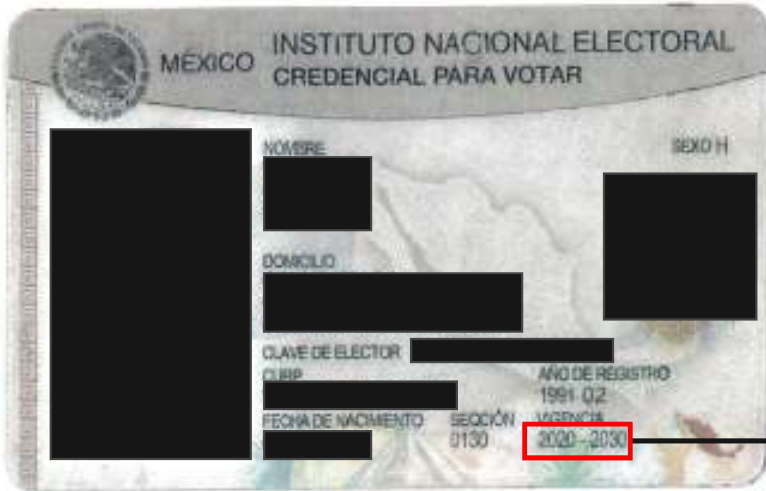 MÉXICO
INSTITUTO NACIONAL ELECTORAL
CREDENCIAL PARA VOTAR
NOMBRE
SEXO H
DOMICILIO
CLAVE DE ELECTOR
CURP
AÑO DE REGISTRO
1991 02
FECHA DE NACIMIENTO
SECCIÓN
0130
VIGENCIA
2020 - 2030